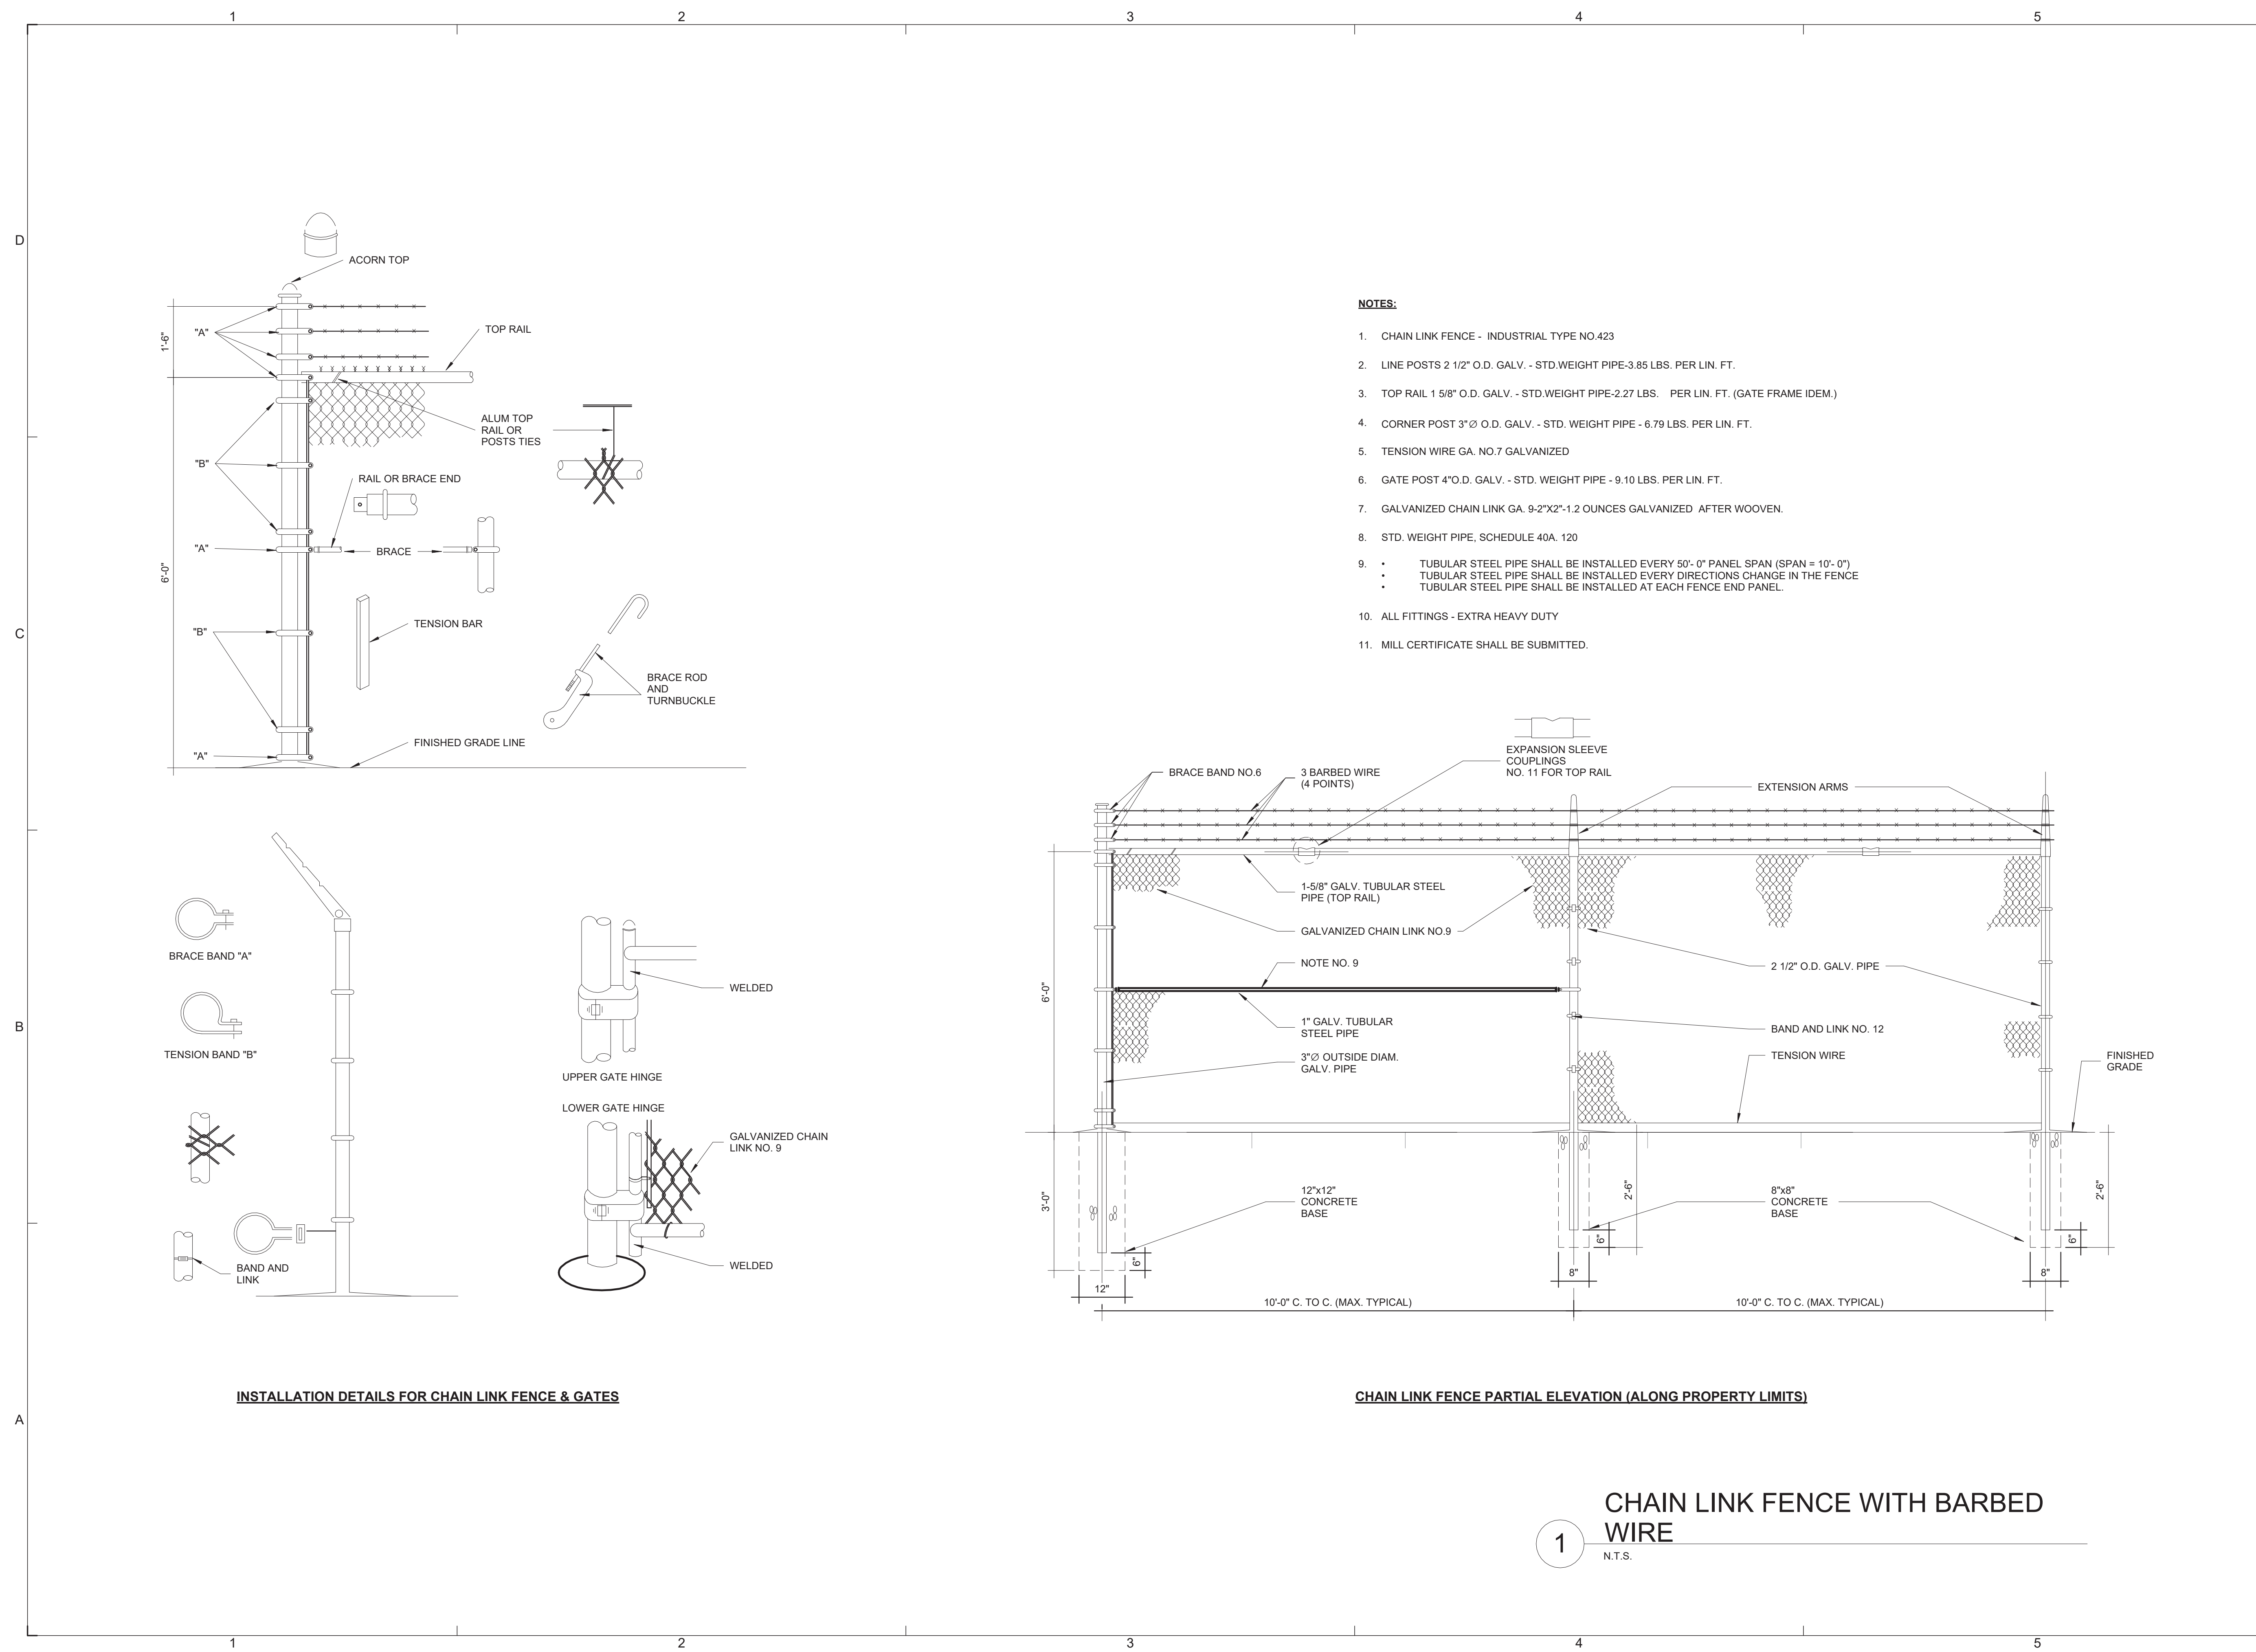 1 2 3 4 5
D
C
B
A
ACORN TOP
1'-6"
"A"
TOP RAIL
ALUM TOP
RAIL OR
POSTS TIES
"B"
RAIL OR BRACE END
"A"
BRACE
6'-0"
"B"
TENSION BAR
BRACE ROD
AND
TURNBUCKLE
FINISHED GRADE LINE
"A"
BRACE BAND "A"
TENSION BAND "B"
BAND AND
LINK
WELDED
UPPER GATE HINGE
LOWER GATE HINGE
GALVANIZED CHAIN
LINK NO. 9
WELDED
INSTALLATION DETAILS FOR CHAIN LINK FENCE & GATES
NOTES:
1. CHAIN LINK FENCE - INDUSTRIAL TYPE NO.423
2. LINE POSTS 2 1/2" O.D. GALV. - STD.WEIGHT PIPE-3.85 LBS. PER LIN. FT.
3. TOP RAIL 1 5/8" O.D. GALV. - STD.WEIGHT PIPE-2.27 LBS. PER LIN. FT. (GATE FRAME IDEM.)
4. CORNER POST 3"Ø O.D. GALV. - STD. WEIGHT PIPE - 6.79 LBS. PER LIN. FT.
5. TENSION WIRE GA. NO.7 GALVANIZED
6. GATE POST 4"O.D. GALV. - STD. WEIGHT PIPE - 9.10 LBS. PER LIN. FT.
7. GALVANIZED CHAIN LINK GA. 9-2"X2"-1.2 OUNCES GALVANIZED AFTER WOOVEN.
8. STD. WEIGHT PIPE, SCHEDULE 40A. 120
9. • TUBULAR STEEL PIPE SHALL BE INSTALLED EVERY 50'- 0" PANEL SPAN (SPAN = 10'- 0")
• TUBULAR STEEL PIPE SHALL BE INSTALLED EVERY DIRECTIONS CHANGE IN THE FENCE
• TUBULAR STEEL PIPE SHALL BE INSTALLED AT EACH FENCE END PANEL.
10. ALL FITTINGS - EXTRA HEAVY DUTY
11. MILL CERTIFICATE SHALL BE SUBMITTED.
EXPANSION SLEEVE
COUPLINGS
NO. 11 FOR TOP RAIL
BRACE BAND NO.6
3 BARBED WIRE
(4 POINTS)
EXTENSION ARMS
1-5/8" GALV. TUBULAR STEEL
PIPE (TOP RAIL)
GALVANIZED CHAIN LINK NO.9
NOTE NO. 9
2 1/2" O.D. GALV. PIPE
6'-0"
1" GALV. TUBULAR
STEEL PIPE
BAND AND LINK NO. 12
3"Ø OUTSIDE DIAM.
GALV. PIPE
TENSION WIRE
FINISHED
GRADE
3'-0"
12"x12"
CONCRETE
BASE
2'-6"
8"x8"
CONCRETE
BASE
2'-6"
6"
6"
6"
12"
8"
8"
10'-0" C. TO C. (MAX. TYPICAL)
10'-0" C. TO C. (MAX. TYPICAL)
CHAIN LINK FENCE PARTIAL ELEVATION (ALONG PROPERTY LIMITS)
1
CHAIN LINK FENCE WITH BARBED
WIRE
N.T.S.
1 2 3 4 5